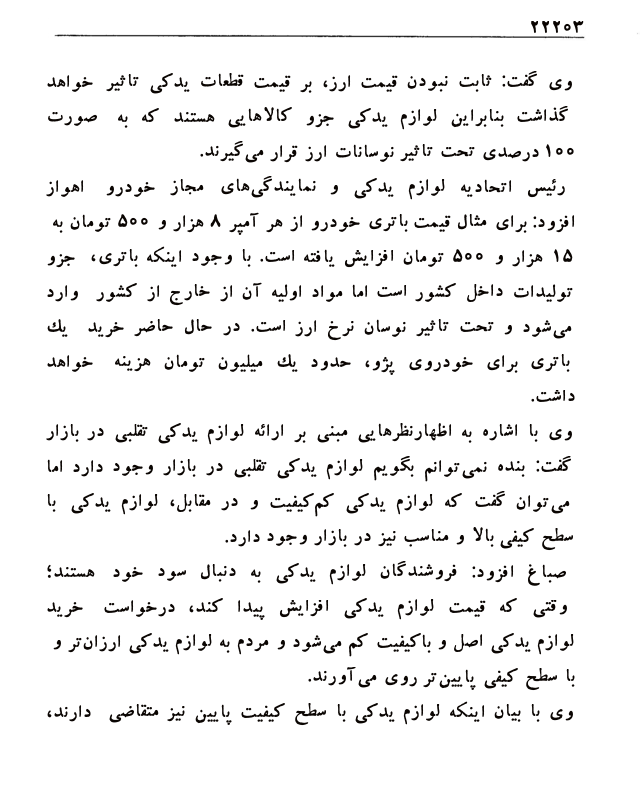 ۲۲۲۰۳
وی گفت: ثابت نبودن قیمت ارز، بر قیمت قطعات یدکی تاثیر خواهد
گذاشت بنابراین لوازم یدکی جزو کالاهایی هستند که به صورت
۱۰۰ درصدی تحت تاثیر نوسانات ارز قرار می‌گیرند.
رئیس اتحادیه لوازم یدکی و نمایندگی‌های مجاز خودرو اهواز
افزود: برای مثال قیمت باتری خودرو از هر آمپر ۸ هزار و ۵۰۰ تومان به
۱۵ هزار و ۵۰۰ تومان افزایش یافته است. با وجود اینکه باتری، جزو
تولیدات داخل کشور است اما مواد اولیه آن از خارج از کشور وارد
می‌شود و تحت تاثیر نوسان نرخ ارز است. در حال حاضر خرید یك
باتری برای خودروی پژو، حدود یك میلیون تومان هزینه خواهد
داشت.
وی با اشاره به اظهارنظرهایی مبنی بر ارائه لوازم یدکی تقلبی در بازار
گفت: بنده نمی‌توانم بگویم لوازم یدکی تقلبی در بازار وجود دارد اما
می‌توان گفت که لوازم یدکی کم‌کیفیت و در مقابل، لوازم یدکی با
سطح کیفی بالا و مناسب نیز در بازار وجود دارد.
صباغ افزود: فروشندگان لوازم یدکی به دنبال سود خود هستند؛
وقتی که قیمت لوازم یدکی افزایش پیدا کند، درخواست خرید
لوازم یدکی اصل و باکیفیت کم می‌شود و مردم به لوازم یدکی ارزان‌تر و
با سطح کیفی پایین‌تر روی می‌آورند.
وی با بیان اینکه لوازم یدکی با سطح کیفیت پایین نیز متقاضی دارند،